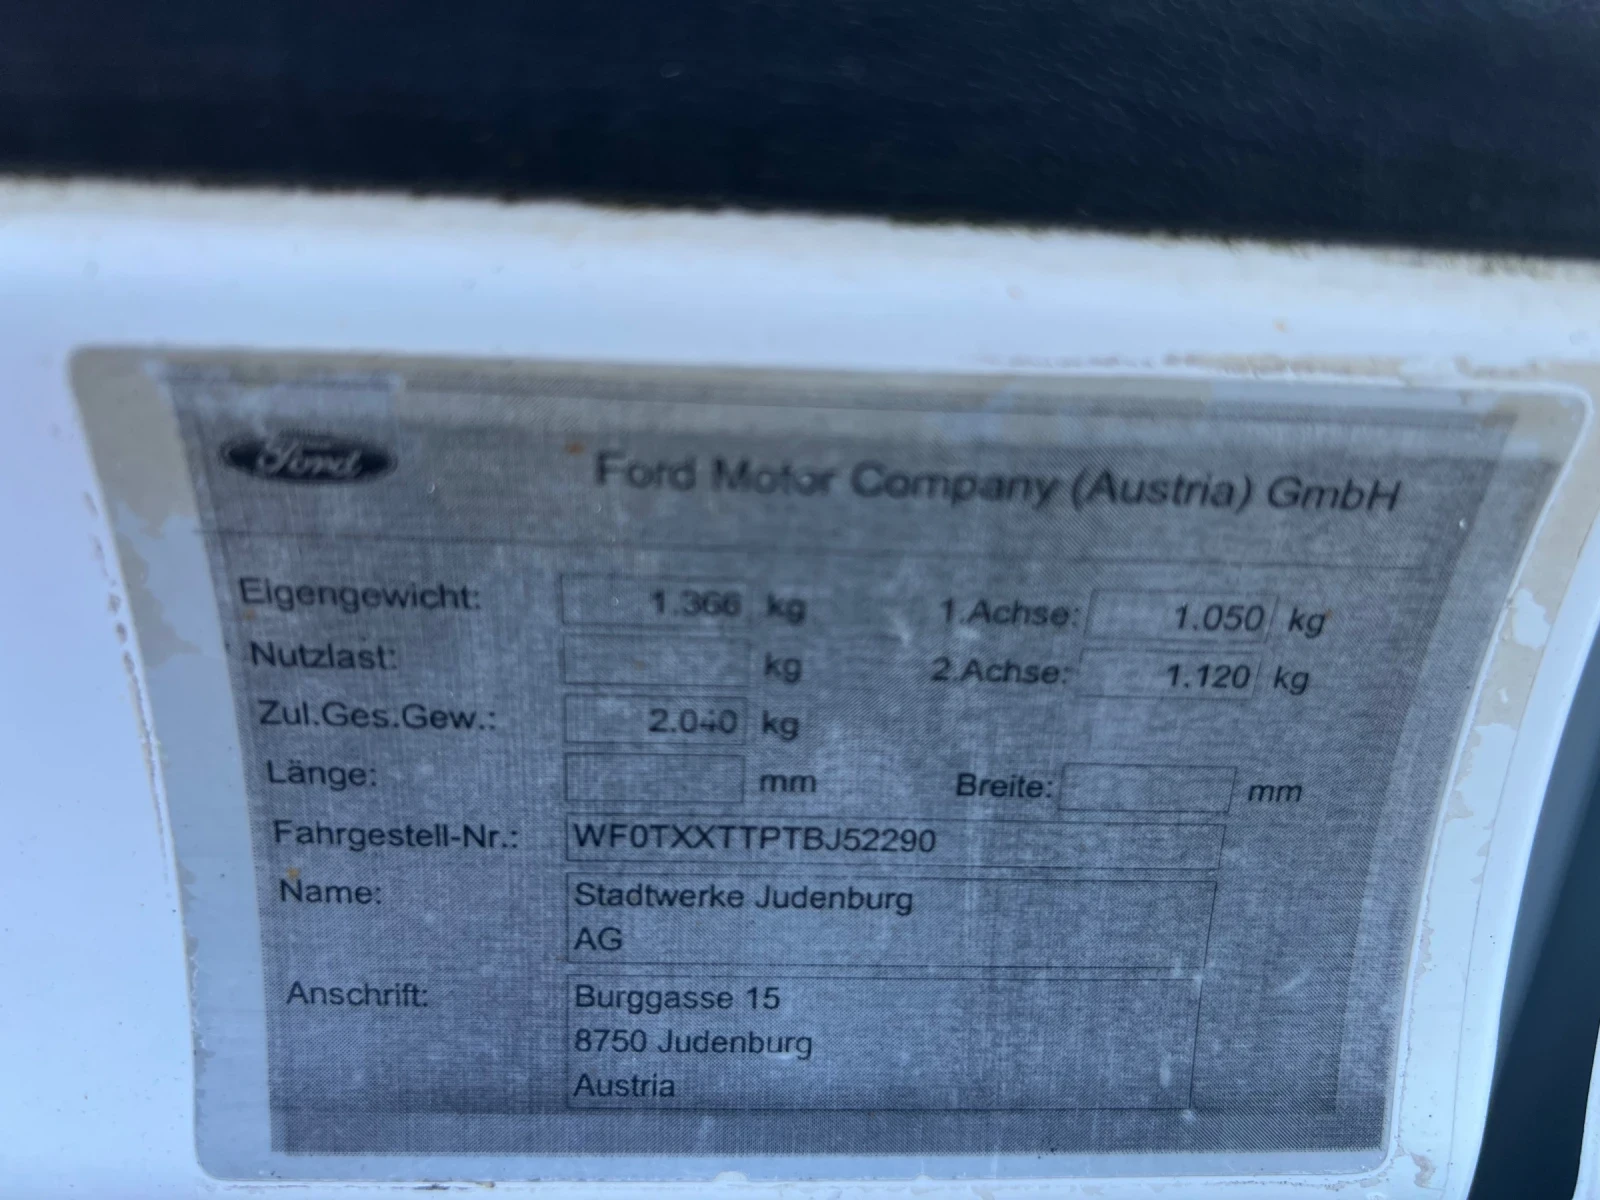 Ford Ford Motor Company (Austria) GmbH
Eigengewicht: 1.366 kg 1.Achse: 1.050 kg
Nutzlast: kg 2.Achse: 1.120 kg
Zul.Ges.Gew.: 2.040 kg
Länge: mm Breite: mm
Fahrgestell-Nr.: WF0TXXTTPTBJ52290
Name: Stadtwerke Judenburg
AG
Anschrift: Burggasse 15
8750 Judenburg
Austria